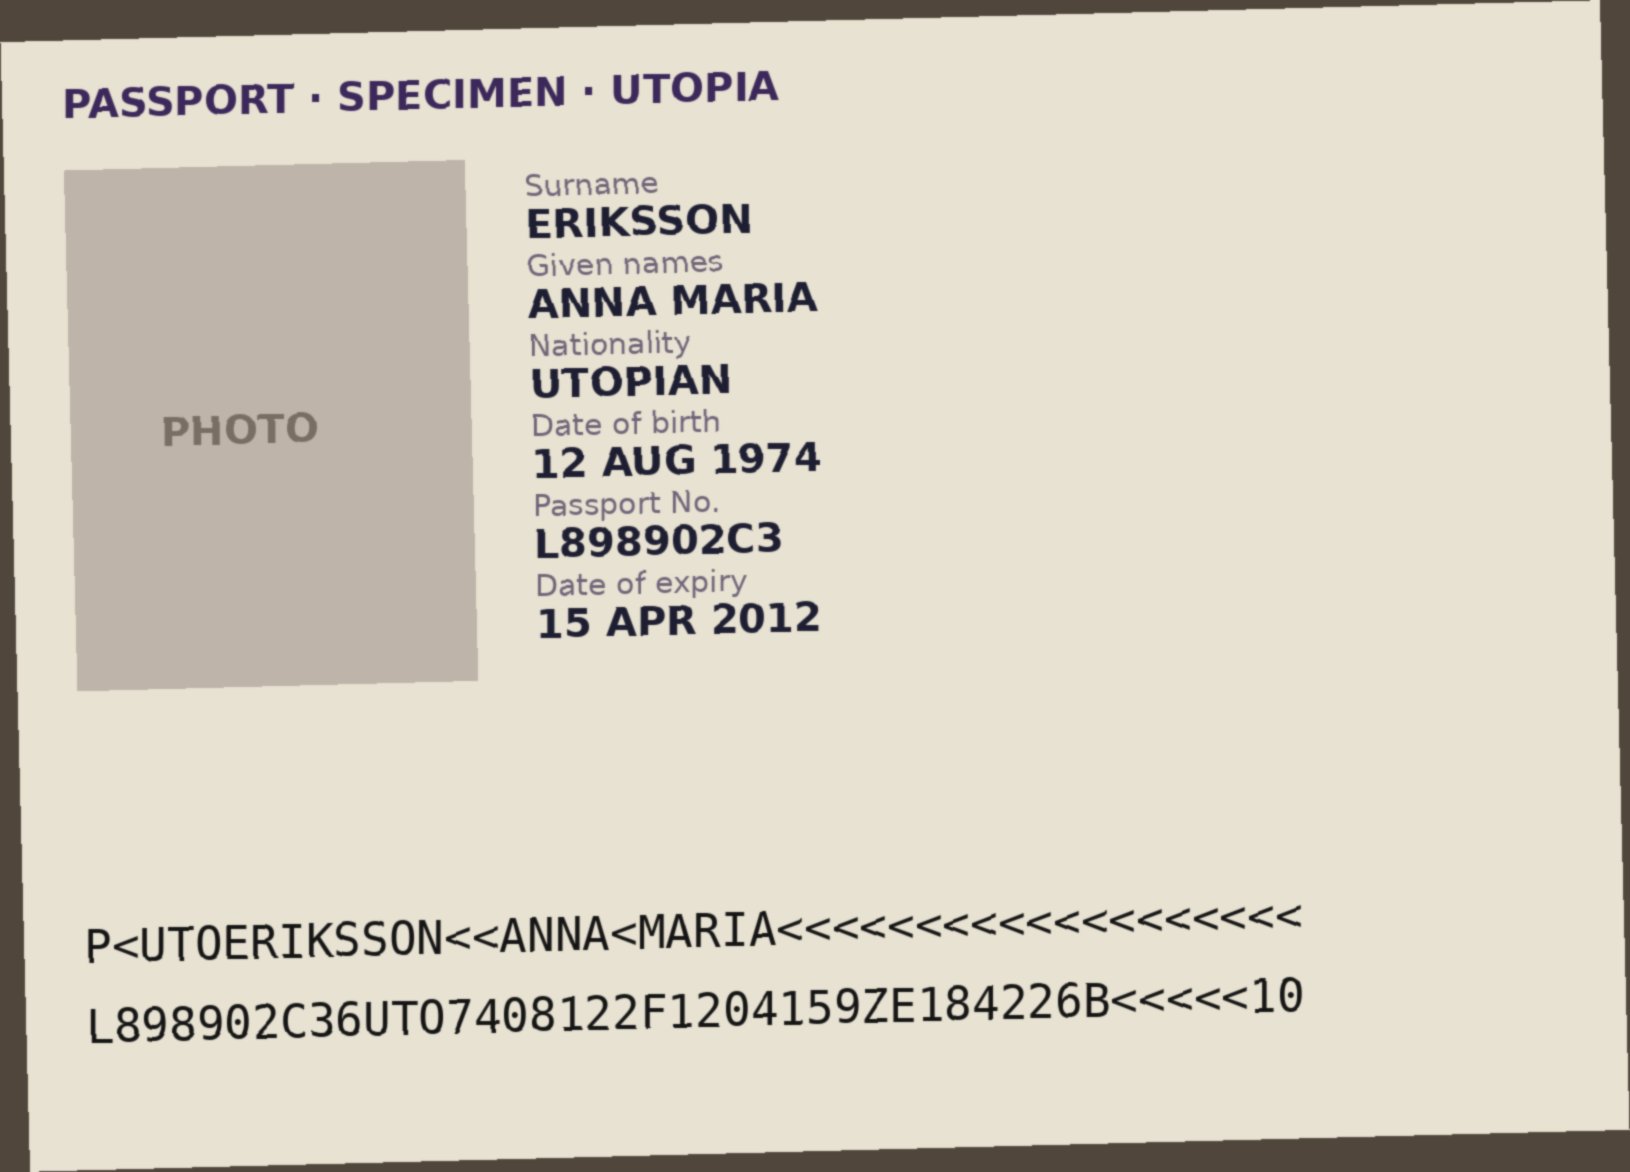 PASSPORT · SPECIMEN · UTOPIA
PHOTO
Surname
ERIKSSON
Given names
ANNA MARIA
Nationality
UTOPIAN
Date of birth
12 AUG 1974
Passport No.
L898902C3
Date of expiry
15 APR 2012
P<UTOERIKSSON<<ANNA<MARIA<<<<<<<<<<<<<<<<<<<
L898902C36UTO7408122F1204159ZE184226B<<<<<10